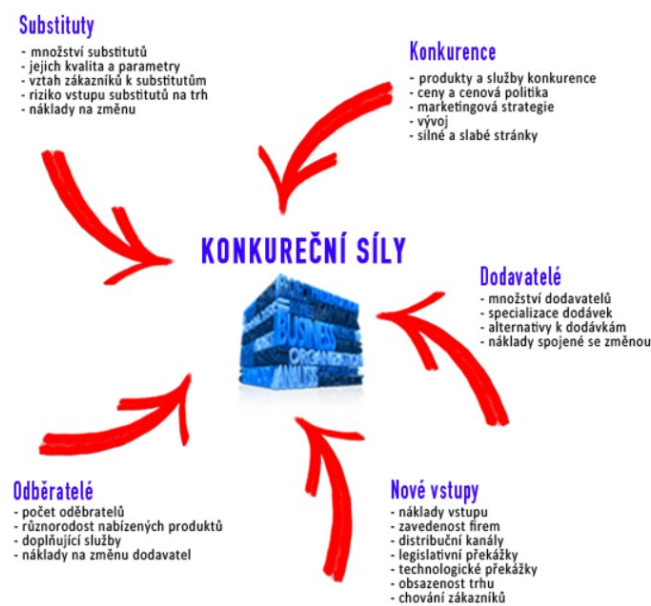 Substituty
- množství substitutů
- jejich kvalita a parametry
- vztah zákazníků k substitutům
- riziko vstupu substitutů na trh
- náklady na změnu
Konkurence
- produkty a služby konkurence
- ceny a cenová politika
- marketingová strategie
- vývoj
- silné a slabé stránky
KONKUREČNÍ SÍLY
BUSINESS
ANALYSE
Dodavatelé
- množství dodavatelů
- specializace dodávek
- alternativy k dodávkám
- náklady spojené se změnou
Odběratelé
- počet oděbratelů
- různorodost nabízených produktů
- doplňující služby
- náklady na změnu dodavatel
Nové vstupy
- náklady vstupu
- zavedenost firem
- distribuční kanály
- legislativní překážky
- technologické překážky
- obsazenost trhu
- chování zákazníků